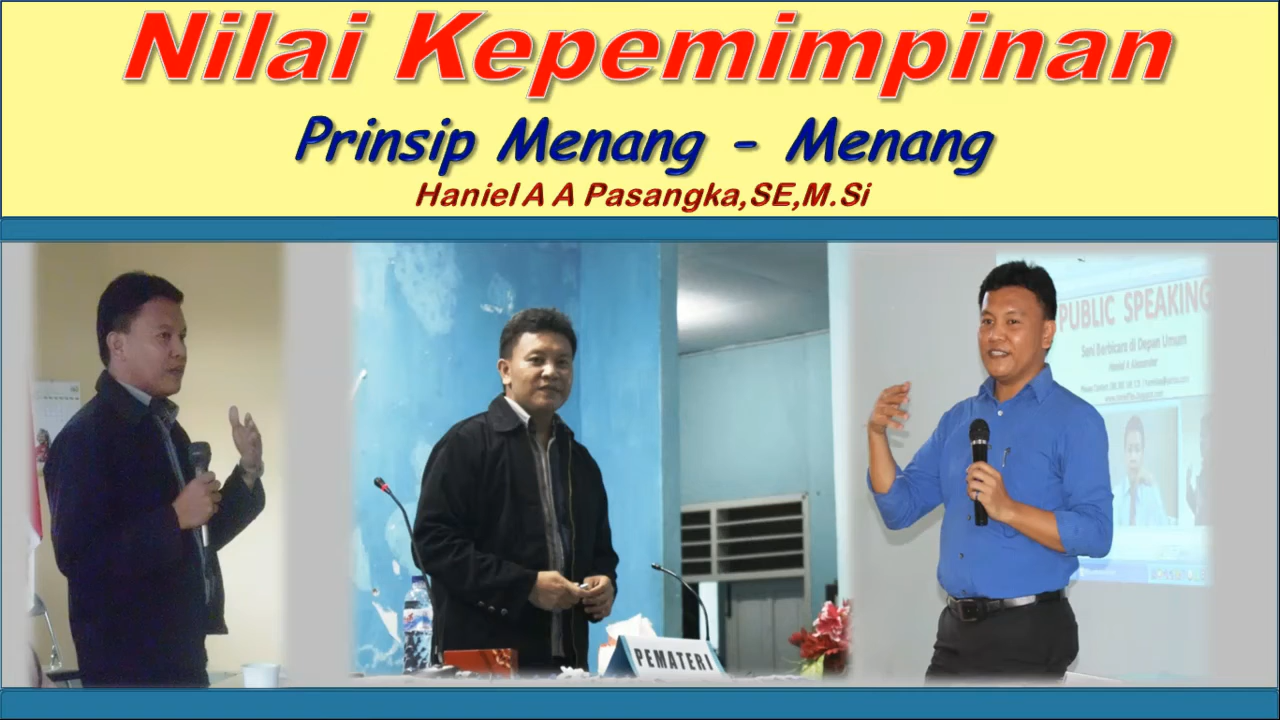 Nilai Kepemimpinan
Prinsip Menang - Menang
Haniel A A Pasangka,SE,M.Si
PUBLIC SPEAKING
Seni Berbicara di Depan Umum
PEMATERI